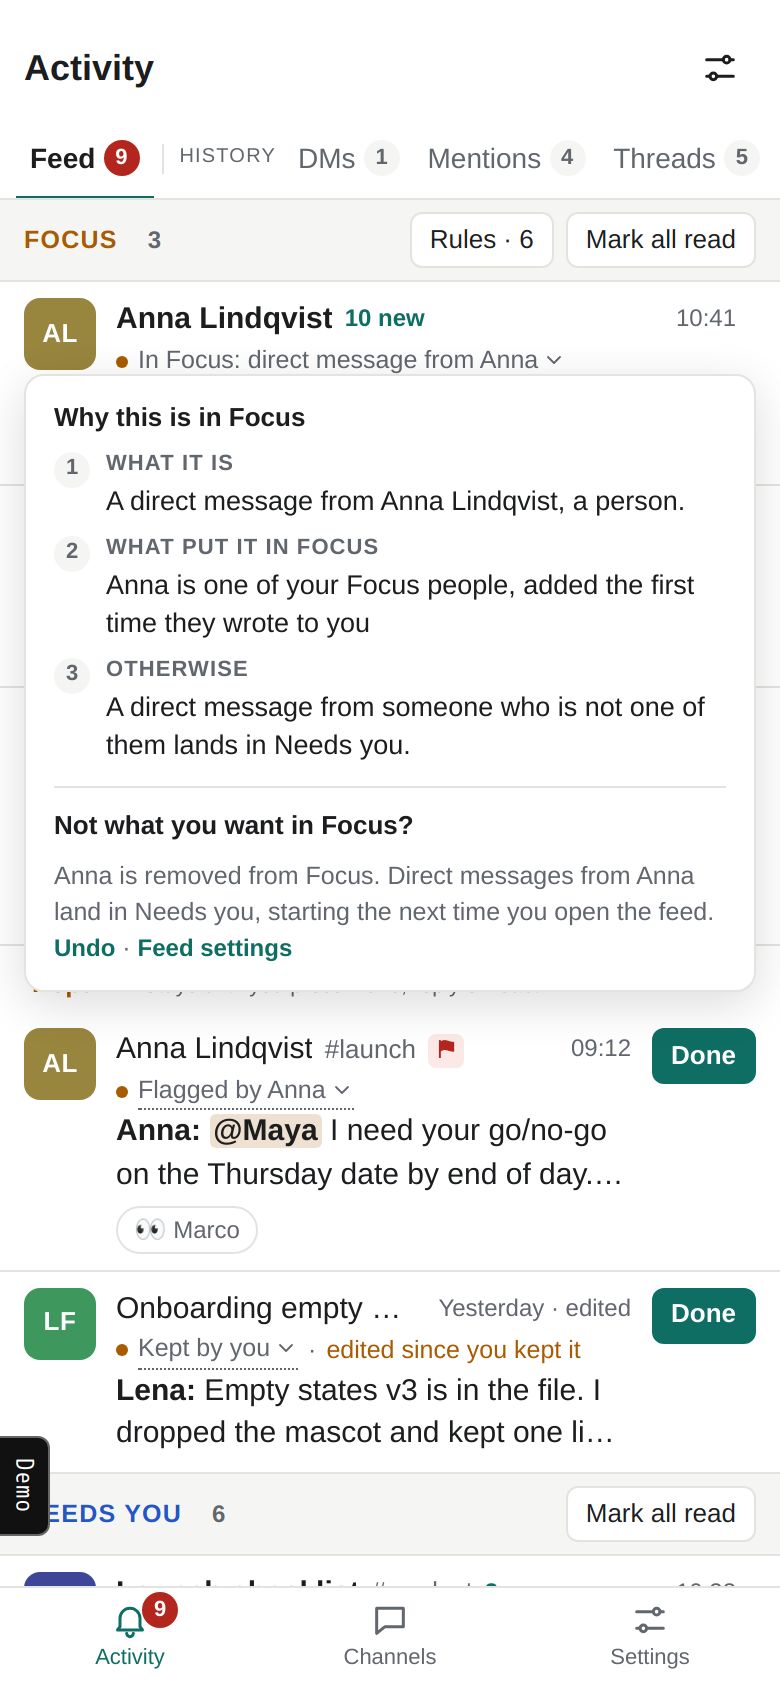 Activity
Feed 9 HISTORY DMs 1 Mentions 4 Threads 5
FOCUS 3 Rules · 6 Mark all read
AL Anna Lindqvist 10 new 10:41
In Focus: direct message from Anna
Why this is in Focus
1 WHAT IT IS
A direct message from Anna Lindqvist, a person.
2 WHAT PUT IT IN FOCUS
Anna is one of your Focus people, added the first
time they wrote to you
3 OTHERWISE
A direct message from someone who is not one of
them lands in Needs you.
Not what you want in Focus?
Anna is removed from Focus. Direct messages from Anna
land in Needs you, starting the next time you open the feed.
Undo · Feed settings
AL Anna Lindqvist #launch 09:12 Done
Flagged by Anna
Anna: @Maya I need your go/no-go
on the Thursday date by end of day.…
👀 Marco
LF Onboarding empty … Yesterday · edited Done
Kept by you · edited since you kept it
Lena: Empty states v3 is in the file. I
dropped the mascot and kept one li…
Demo
EEDS YOU 6 Mark all read
9
Activity Channels Settings